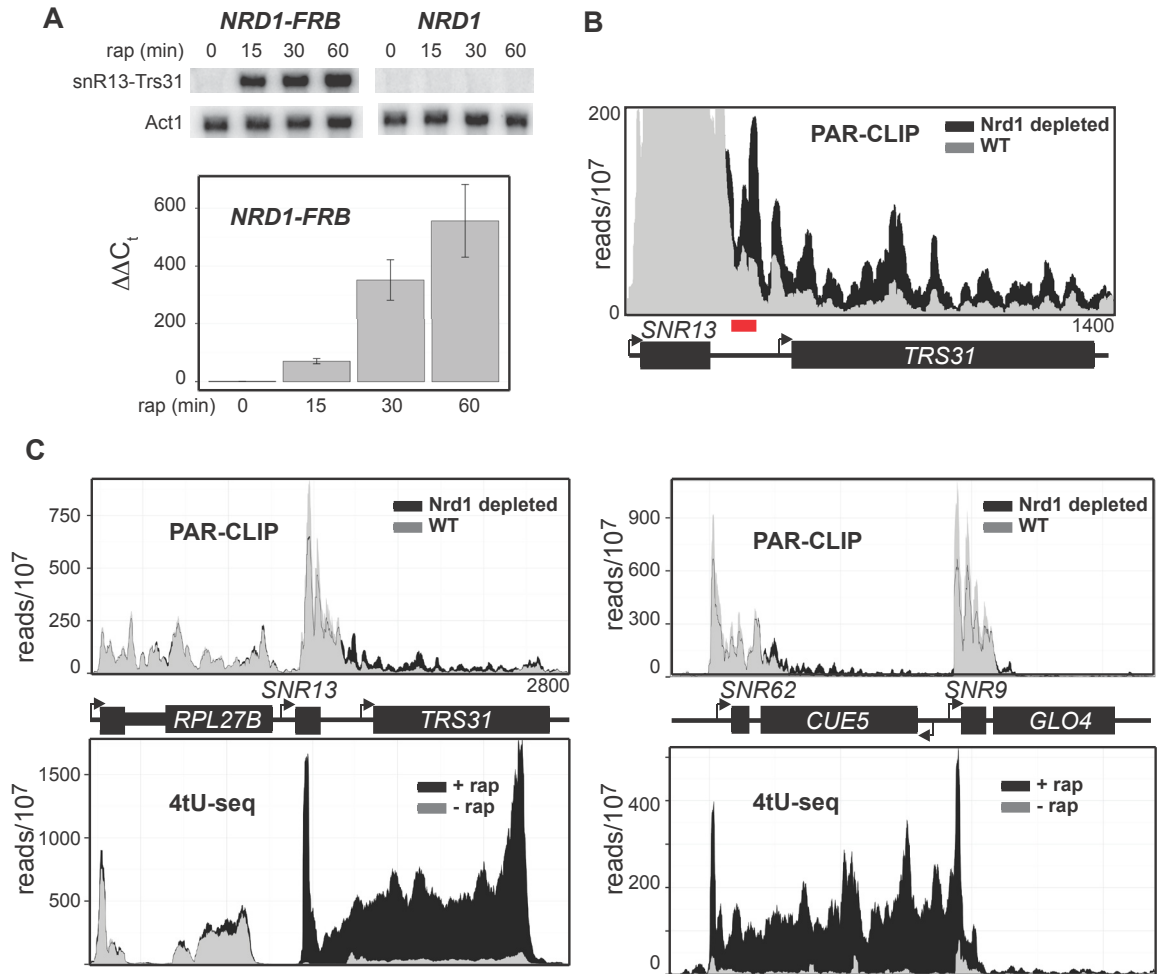 A
NRD1-FRB NRD1
rap (min) 0 15 30 60 0 15 30 60
snR13-Trs31
Act1
600
400
200
0
ΔΔCt
NRD1-FRB
rap (min) 0 15 30 60
B
200
0
reads/10⁷
PAR-CLIP
Nrd1 depleted
WT
1400
SNR13
TRS31
C
750
500
250
0
reads/10⁷
PAR-CLIP
Nrd1 depleted
WT
2800
SNR13
RPL27B
TRS31
1500
1000
500
reads/10⁷
4tU-seq
+ rap
- rap
900
600
300
0
reads/10⁷
PAR-CLIP
Nrd1 depleted
WT
SNR62
SNR9
CUE5
GLO4
400
200
0
reads/10⁷
4tU-seq
+ rap
- rap